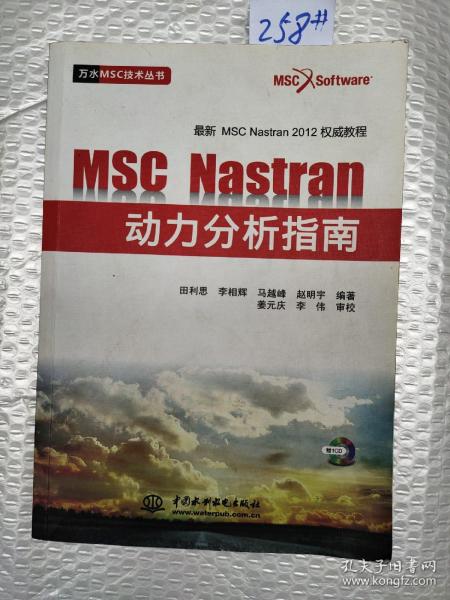 258#
万水MSC技术丛书
MSC Software
最新 MSC Nastran 2012 权威教程
MSC Nastran
动力分析指南
田利思 李相辉 马越峰 赵明宇 编著
姜元庆 李伟 审校
赠1CD
中国水利水电出版社
www.waterpub.com.cn
孔夫子旧书网
www.kongfz.com